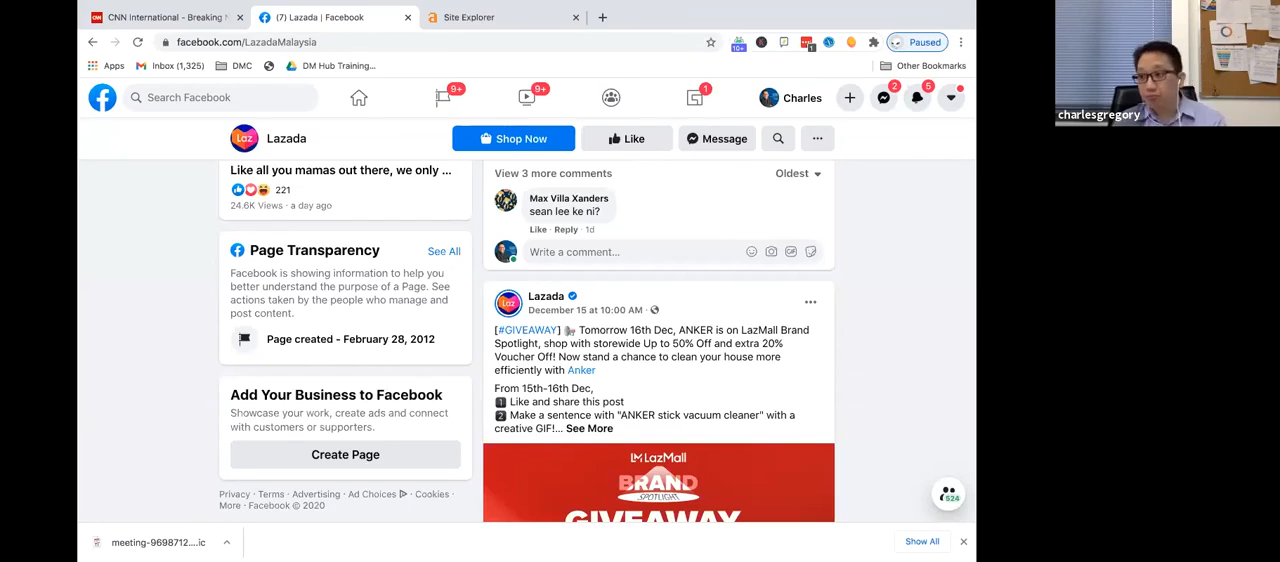 CNN International - Breaking N
(7) Lazada | Facebook
Site Explorer
facebook.com/LazadaMalaysia
10+
1
Paused
Apps
Inbox (1,325)
DMC
DM Hub Training...
Other Bookmarks
Search Facebook
9+
9+
1
Charles
2
5
Laz
Lazada
Shop Now
Like
Message
Like all you mamas out there, we only ...
221
24.6K Views · a day ago
Page Transparency
See All
Facebook is showing information to help you
better understand the purpose of a Page. See
actions taken by the people who manage and
post content.
Page created - February 28, 2012
Add Your Business to Facebook
Showcase your work, create ads and connect
with customers or supporters.
Create Page
Privacy · Terms · Advertising · Ad Choices · Cookies ·
More · Facebook © 2020
View 3 more comments
Oldest
Max Villa Xanders
sean lee ke ni?
Like · Reply · 1d
Write a comment...
GIF
Laz
Lazada
December 15 at 10:00 AM ·
[#GIVEAWAY] Tomorrow 16th Dec, ANKER is on LazMall Brand
Spotlight, shop with storewide Up to 50% Off and extra 20%
Voucher Off! Now stand a chance to clean your house more
efficiently with Anker
From 15th-16th Dec,
1 Like and share this post
2 Make a sentence with "ANKER stick vacuum cleaner" with a
creative GIF!... See More
LazMall
BRAND
SPOTLIGHT
GIVEAWAY
524
meeting-9698712....ic
Show All
charlesgregory